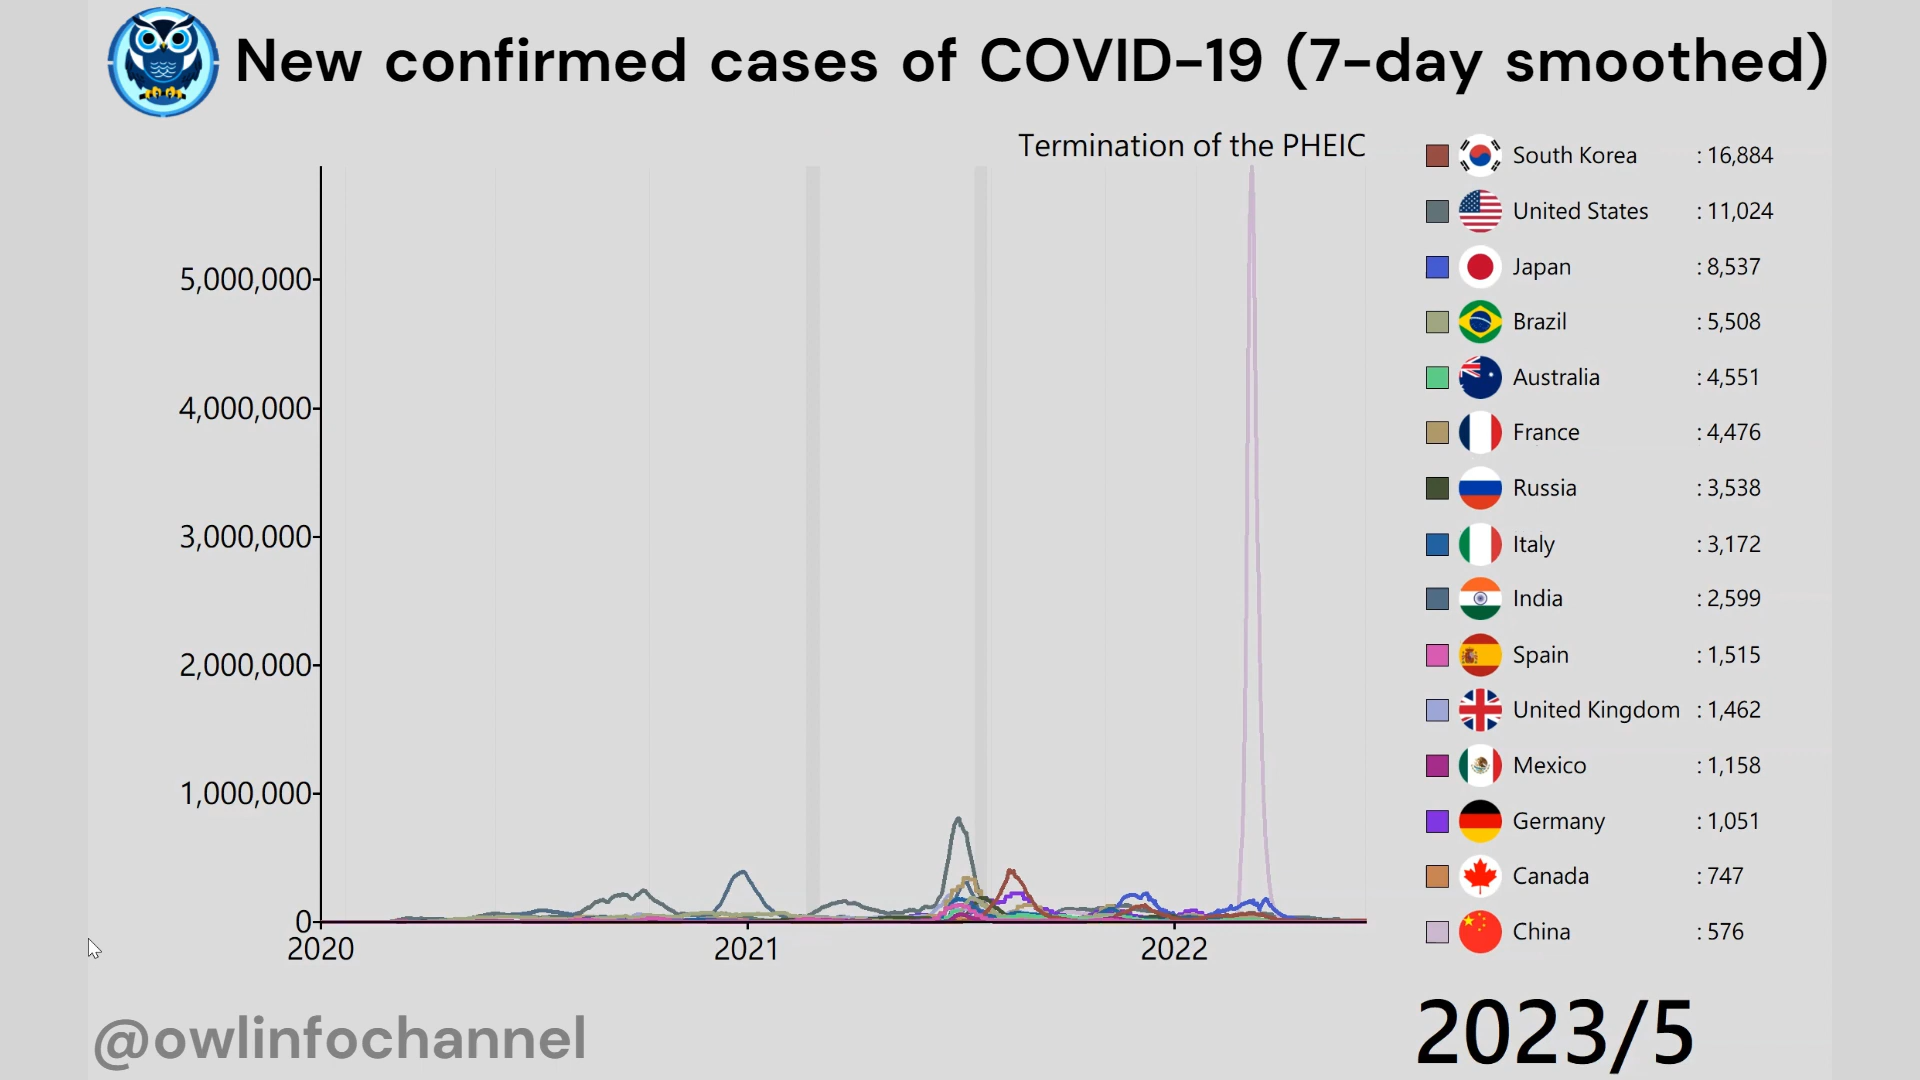 New confirmed cases of COVID-19 (7-day smoothed)
Termination of the PHEIC
5,000,000
4,000,000
3,000,000
2,000,000
1,000,000
0
2020
2021
2022
South Korea : 16,884
United States : 11,024
Japan : 8,537
Brazil : 5,508
Australia : 4,551
France : 4,476
Russia : 3,538
Italy : 3,172
India : 2,599
Spain : 1,515
United Kingdom : 1,462
Mexico : 1,158
Germany : 1,051
Canada : 747
China : 576
@owlinfochannel
2023/5